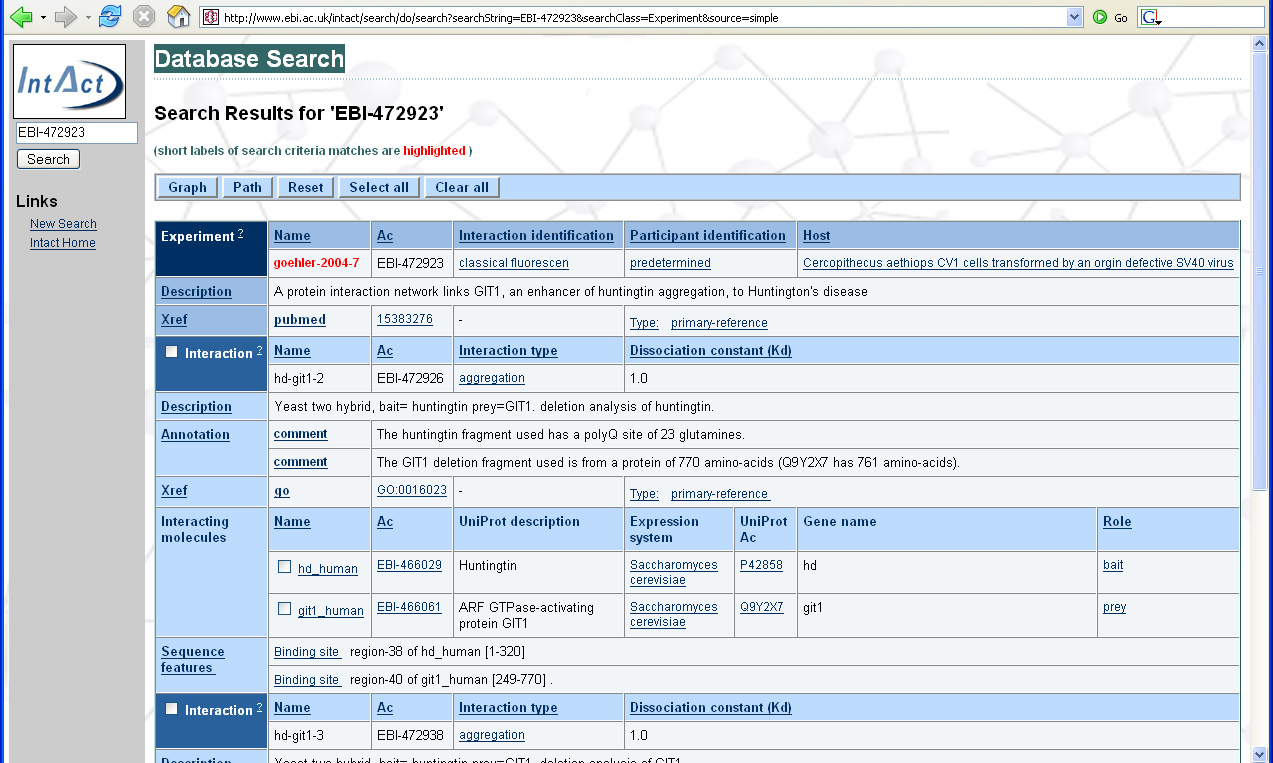 http://www.ebi.ac.uk/intact/search/do/search?searchString=EBI-472923&searchClass=Experiment&source=simple
Go
G
IntAct
EBI-472923
Search
Links
New Search
Intact Home
Database Search
Search Results for 'EBI-472923'
(short labels of search criteria matches are highlighted )
Graph Path Reset Select all Clear all
Experiment ? Name Ac Interaction identification Participant identification Host
goehler-2004-7 EBI-472923 classical fluorescen predetermined Cercopithecus aethiops CV1 cells transformed by an orgin defective SV40 virus
Description A protein interaction network links GIT1, an enhancer of huntingtin aggregation, to Huntington's disease
Xref pubmed 15383276 - Type: primary-reference
Interaction ? Name Ac Interaction type Dissociation constant (Kd)
hd-git1-2 EBI-472926 aggregation 1.0
Description Yeast two hybrid, bait= huntingtin prey=GIT1. deletion analysis of huntingtin.
Annotation comment The huntingtin fragment used has a polyQ site of 23 glutamines.
comment The GIT1 deletion fragment used is from a protein of 770 amino-acids (Q9Y2X7 has 761 amino-acids).
Xref go GO:0016023 - Type: primary-reference
Interacting molecules Name Ac UniProt description Expression system UniProt Ac Gene name Role
hd_human EBI-466029 Huntingtin Saccharomyces cerevisiae P42858 hd bait
git1_human EBI-466061 ARF GTPase-activating protein GIT1 Saccharomyces cerevisiae Q9Y2X7 git1 prey
Sequence features Binding site region-38 of hd_human [1-320]
Binding site region-40 of git1_human [249-770] .
Interaction ? Name Ac Interaction type Dissociation constant (Kd)
hd-git1-3 EBI-472938 aggregation 1.0
Description Yeast two hybrid, bait= huntingtin prey=GIT1. deletion analysis of GIT1.